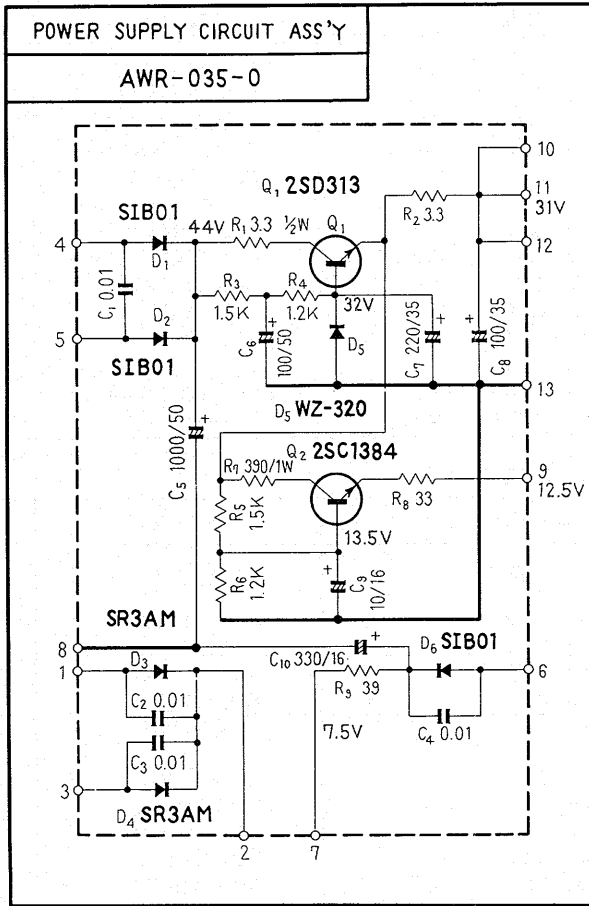 POWER SUPPLY CIRCUIT ASS'Y
AWR-035-0
10
Q₁ 2SD313
11
31V
R₂ 3.3
SIB01
44V
R₁ 3.3 ½W
Q₁
4
12
D₁
C₁ 0.01
R₃
1.5K
R₄
1.2K
32V
+
C₆
100/50
D₅
+
C₇ 220/35
+
C₈
100/35
5
D₂
SIB01
13
D₅ WZ-320
+
C₅ 1000/50
Q₂ 2SC1384
R₇ 390/1W
9
12.5V
R₈ 33
R₅
1.5K
13.5V
R₆
1.2K
+
C₉
10/16
SR3AM
8
+
C₁₀ 330/16
D₆ SIB01
1
D₃
6
R₉ 39
C₂ 0.01
C₄ 0.01
7.5V
C₃ 0.01
3
D₄ SR3AM
2
7